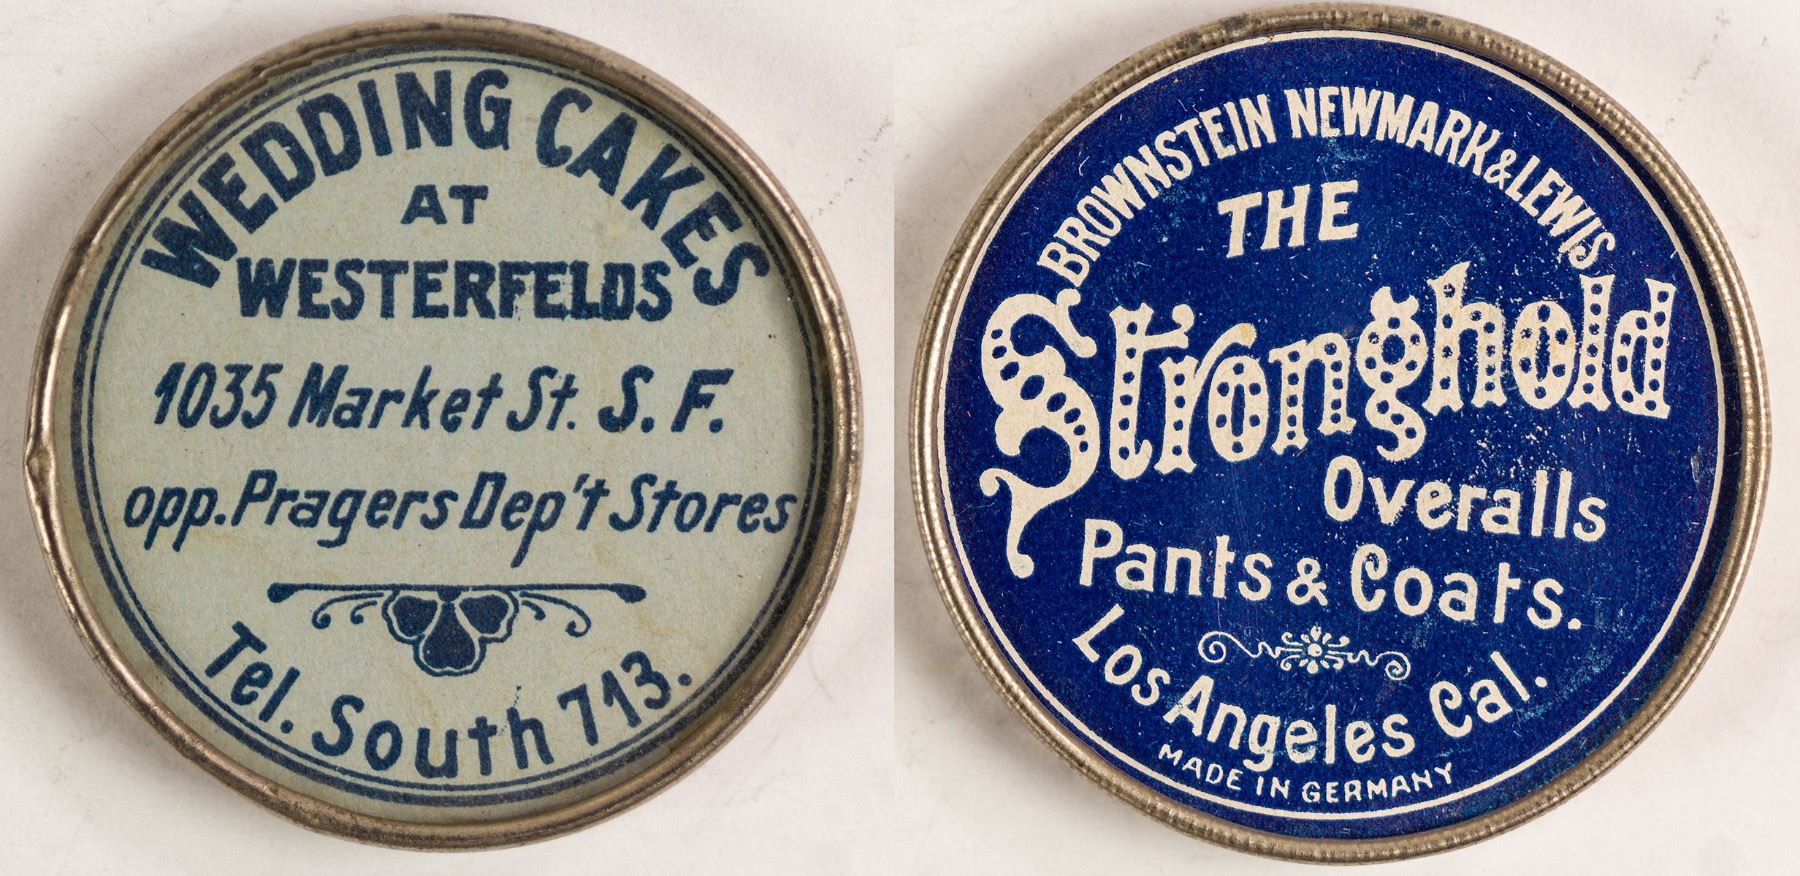 WEDDING CAKES
AT
WESTERFELDS
1035 Market St. S. F.
opp. Pragers Dep't Stores
Tel. South 713.
BROWNSTEIN NEWMARK & LEWIS
THE
Stronghold
Overalls
Pants & Coats.
Los Angeles Cal.
MADE IN GERMANY